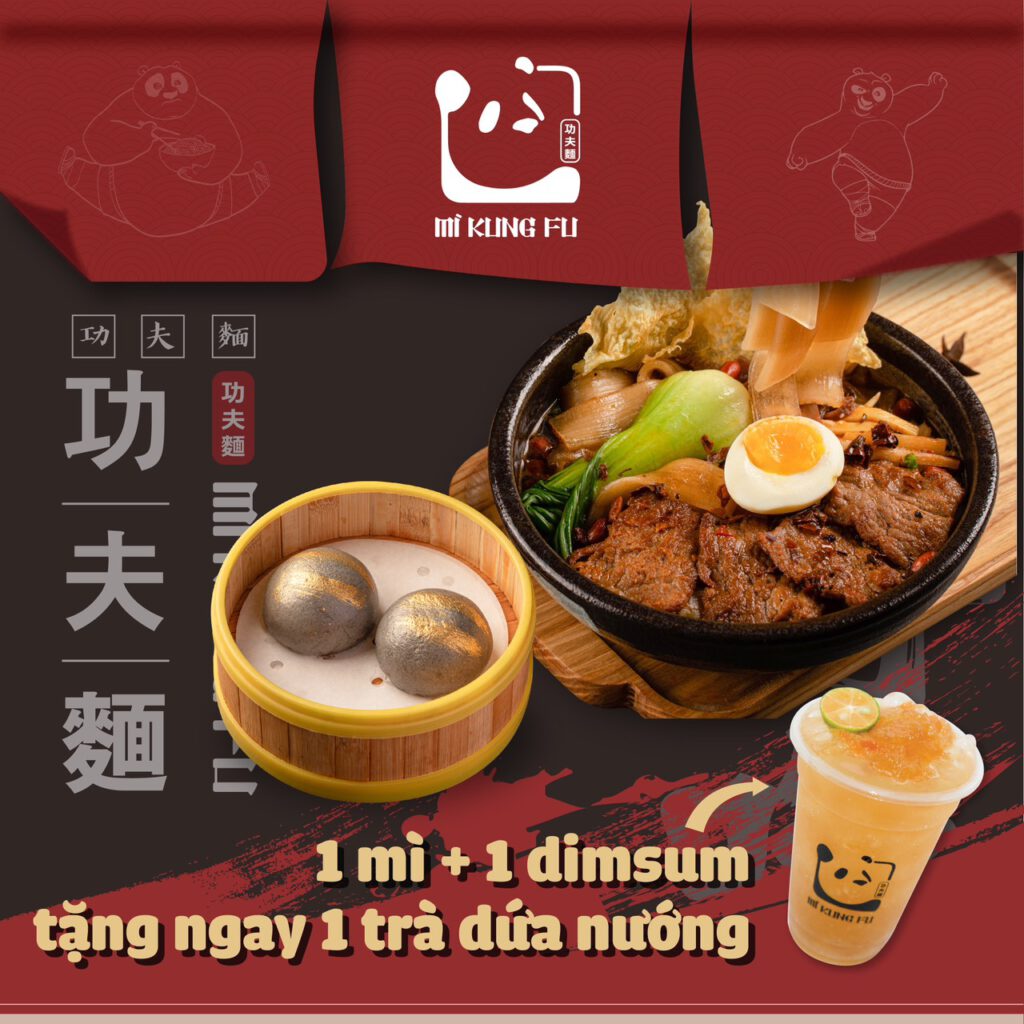 功夫麵
MÌ KUNG FU
功 夫 麵
功夫麵
功
夫
麵
1 mì + 1 dimsum
tặng ngay 1 trà dứa nướng
MÌ KUNG FU